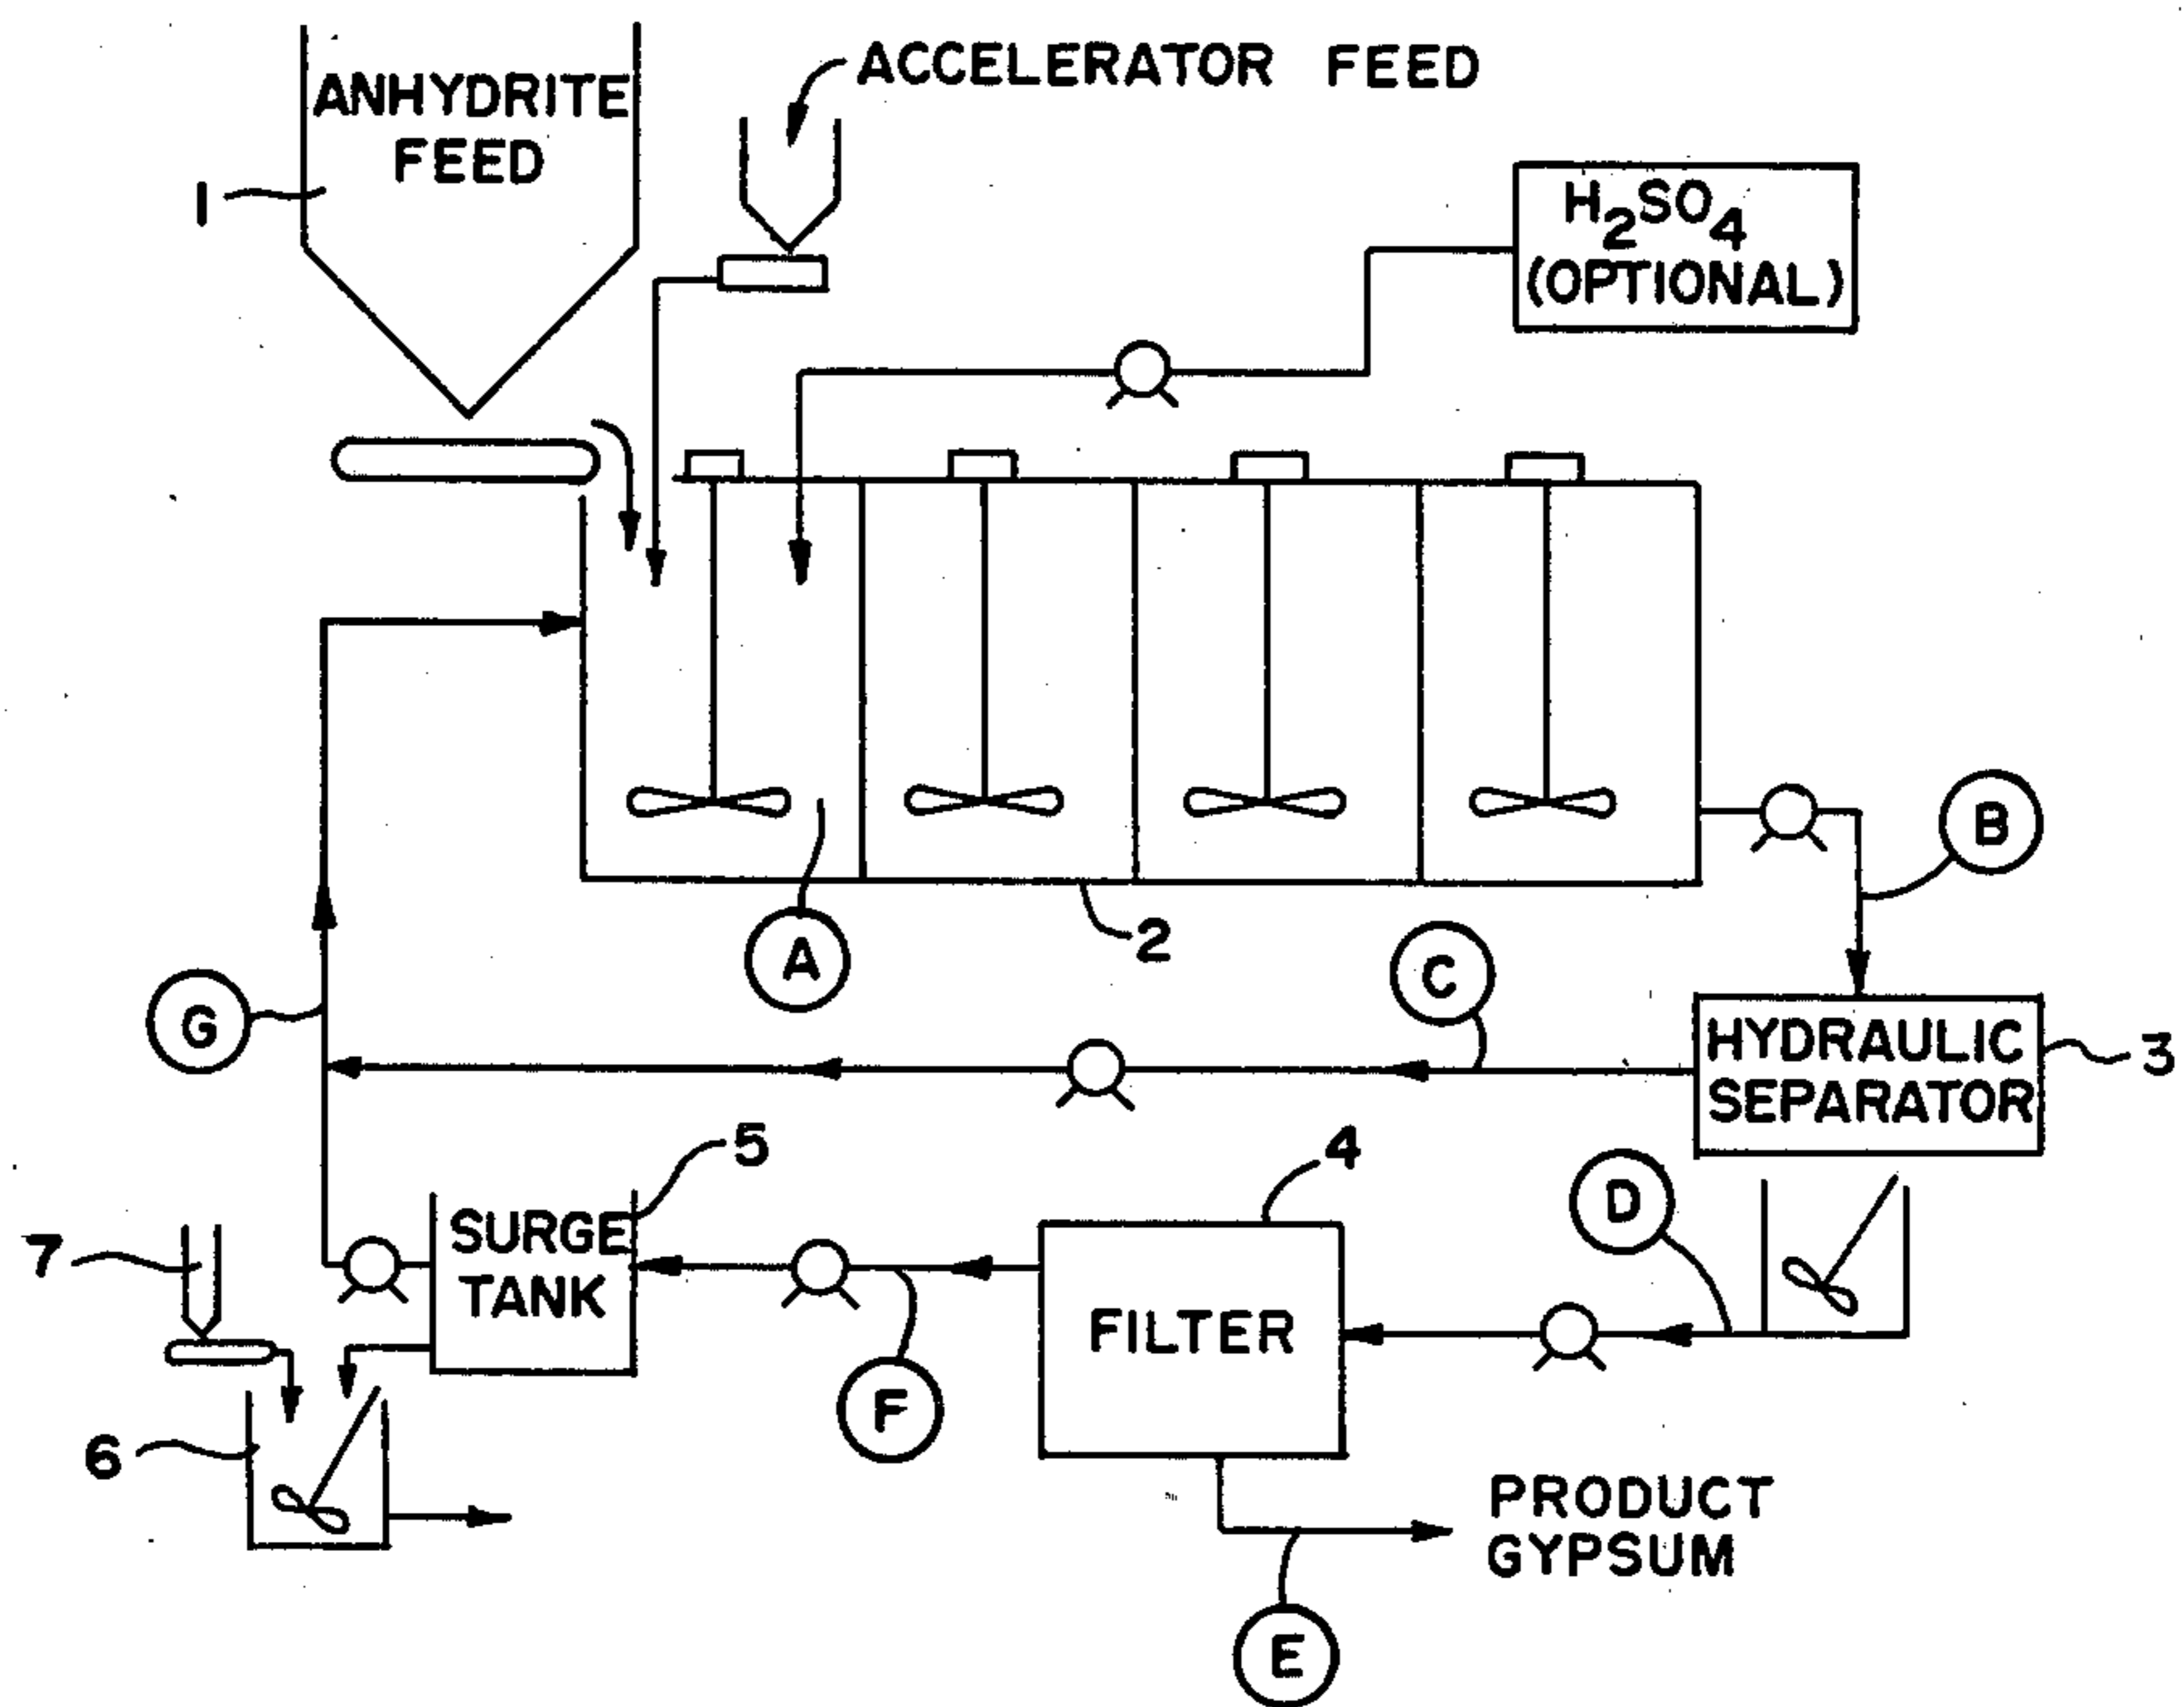 ANHYDRITE
FEED
ACCELERATOR FEED
1
H2SO4
(OPTIONAL)
B
A
2
C
G
HYDRAULIC
SEPARATOR
3
5
4
D
SURGE
TANK
7
FILTER
F
6
PRODUCT
GYPSUM
E